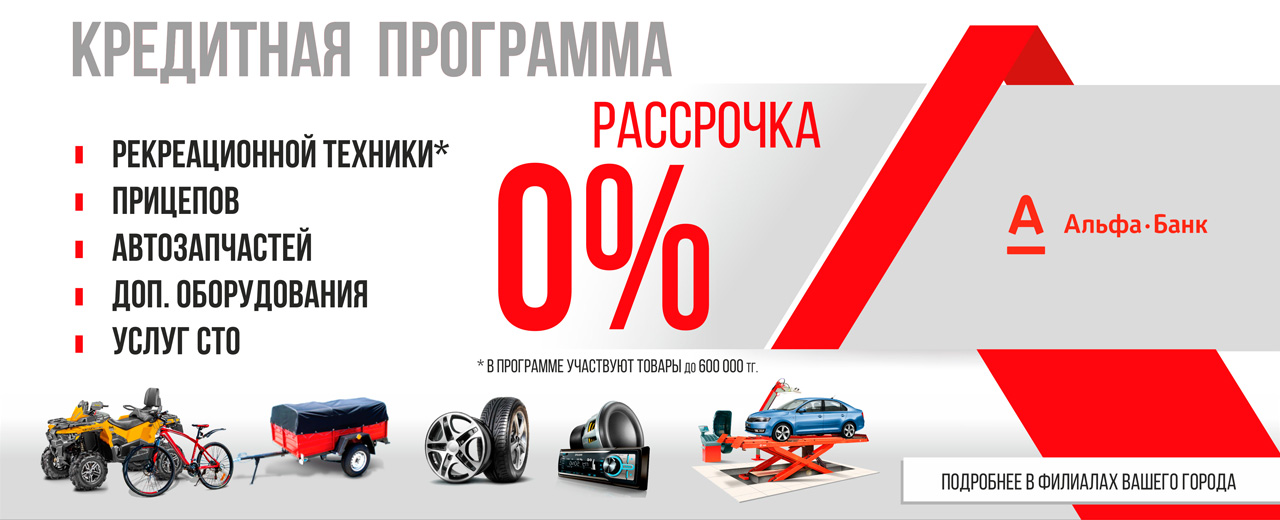 КРЕДИТНАЯ ПРОГРАММА
РАССРОЧКА
0%
РЕКРЕАЦИОННОЙ ТЕХНИКИ*
ПРИЦЕПОВ
АВТОЗАПЧАСТЕЙ
ДОП. ОБОРУДОВАНИЯ
УСЛУГ СТО
* В ПРОГРАММЕ УЧАСТВУЮТ ТОВАРЫ до 600 000 тг.
А Альфа·Банк
ПОДРОБНЕЕ В ФИЛИАЛАХ ВАШЕГО ГОРОДА